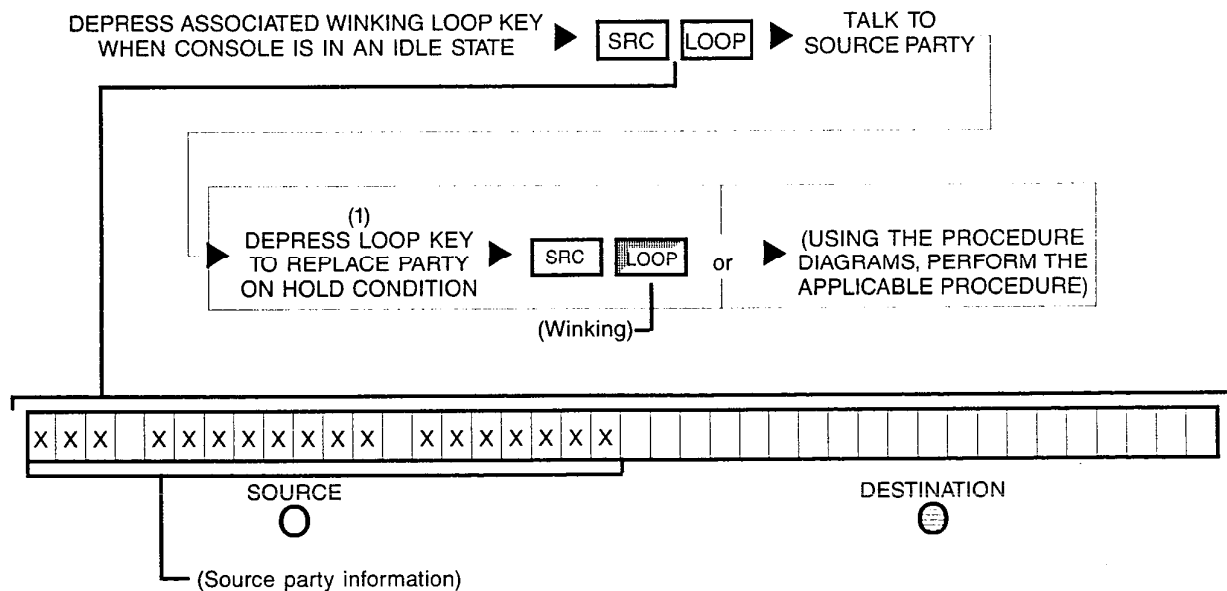 DEPRESS ASSOCIATED WINKING LOOP KEY
WHEN CONSOLE IS IN AN IDLE STATE
SRC LOOP
TALK TO
SOURCE PARTY
(1)
DEPRESS LOOP KEY
TO REPLACE PARTY
ON HOLD CONDITION
SRC LOOP
or
(USING THE PROCEDURE
DIAGRAMS, PERFORM THE
APPLICABLE PROCEDURE)
(Winking)
X X X X X X X X X X X X X X X X X X
SOURCE
DESTINATION
(Source party information)